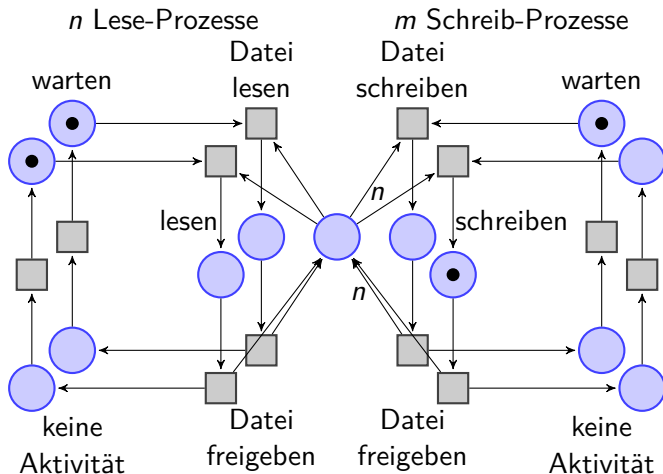 n Lese-Prozesse
m Schreib-Prozesse
Datei
lesen
Datei
schreiben
warten
warten
n
lesen
schreiben
n
keine
Aktivität
Datei
freigeben
Datei
freigeben
keine
Aktivität